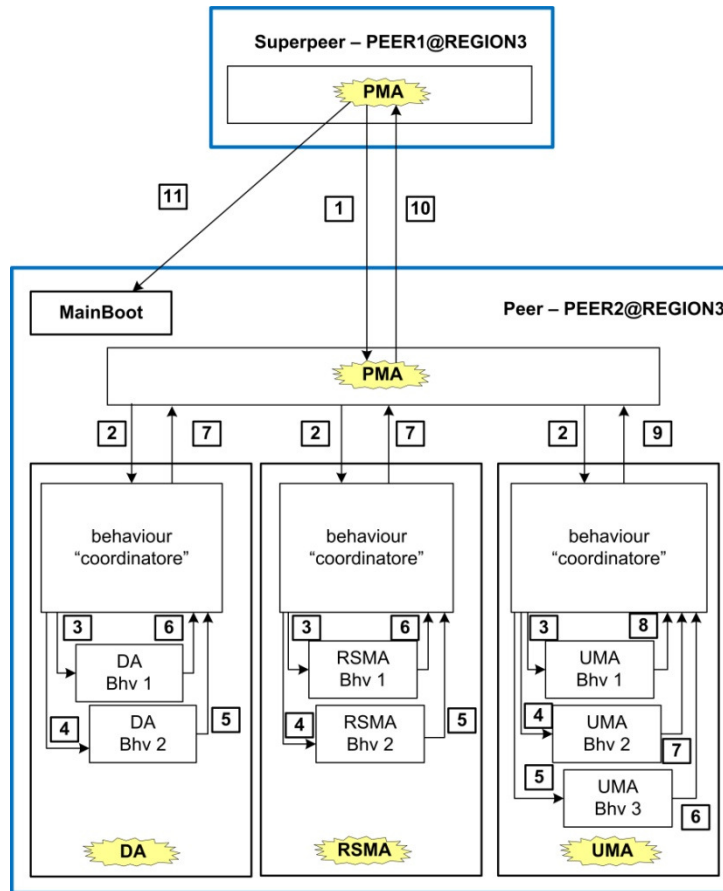 Superpeer – PEER1@REGION3
PMA
11
1
10
MainBoot
Peer – PEER2@REGION3
PMA
2
7
2
7
2
9
behaviour
“coordinatore”
behaviour
“coordinatore”
behaviour
“coordinatore”
3
6
3
6
3
8
DA
Bhv 1
RSMA
Bhv 1
UMA
Bhv 1
4
DA
Bhv 2
5
4
RSMA
Bhv 2
5
4
UMA
Bhv 2
7
5
UMA
Bhv 3
6
DA
RSMA
UMA